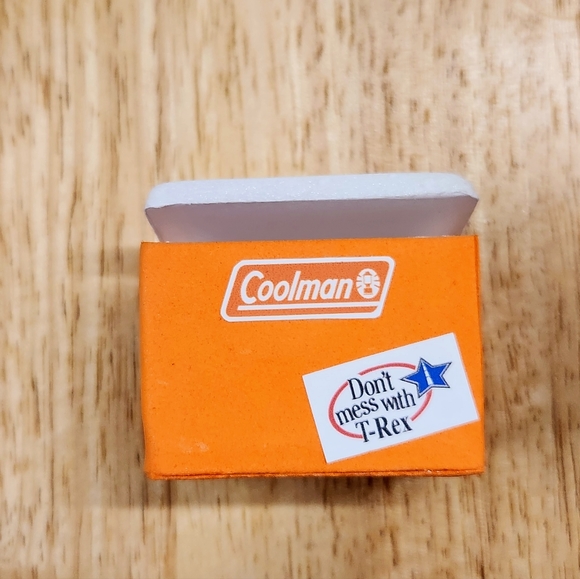 Coolman
Don't
mess with
T-Rex